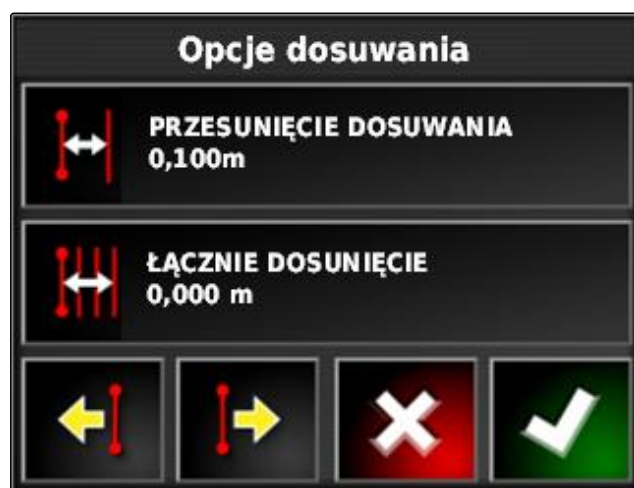 Opcje dosuwania
PRZESUNIĘCIE DOSUWANIA
0,100m
ŁĄCZNIE DOSUNIĘCIE
0,000 m